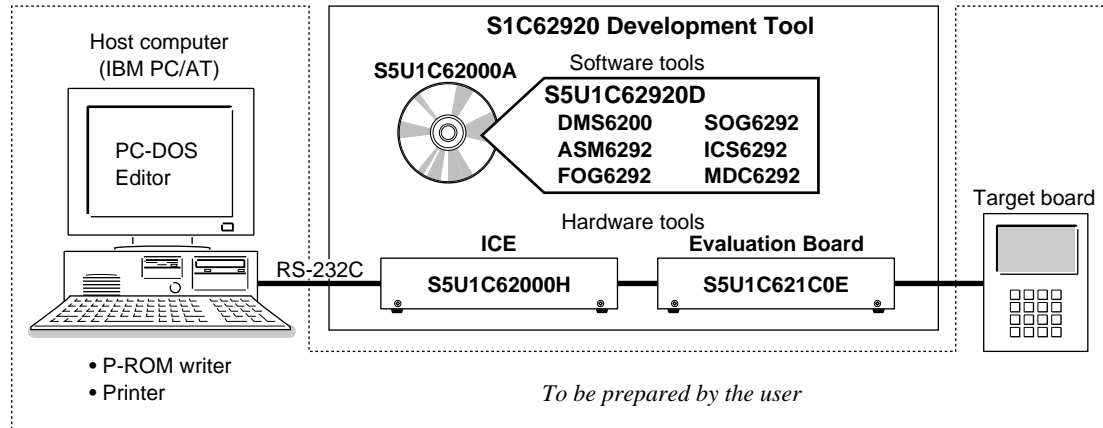 S1C62920 Development Tool
Host computer
(IBM PC/AT)
PC-DOS
Editor
S5U1C62000A
Software tools
S5U1C62920D
DMS6200 SOG6292
ASM6292 ICS6292
FOG6292 MDC6292
Hardware tools
ICE
Evaluation Board
RS-232C
S5U1C62000H
S5U1C621C0E
Target board
• P-ROM writer
• Printer
To be prepared by the user